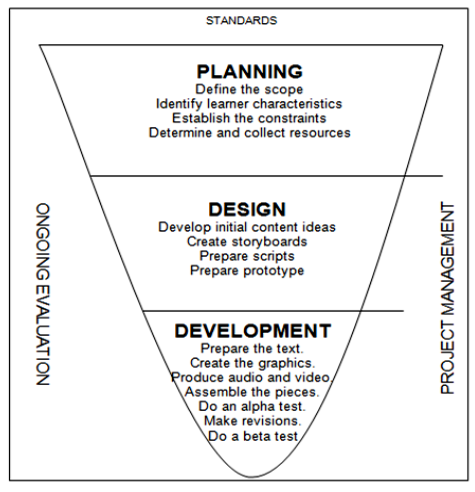 STANDARDS
PLANNING
Define the scope
Identify learner characteristics
Establish the constraints
Determine and collect resources
DESIGN
Develop initial content ideas
Create storyboards
Prepare scripts
Prepare prototype
DEVELOPMENT
Prepare the text.
Create the graphics.
Produce audio and video.
Assemble the pieces.
Do an alpha test.
Make revisions.
Do a beta test
ONGOING EVALUATION
PROJECT MANAGEMENT